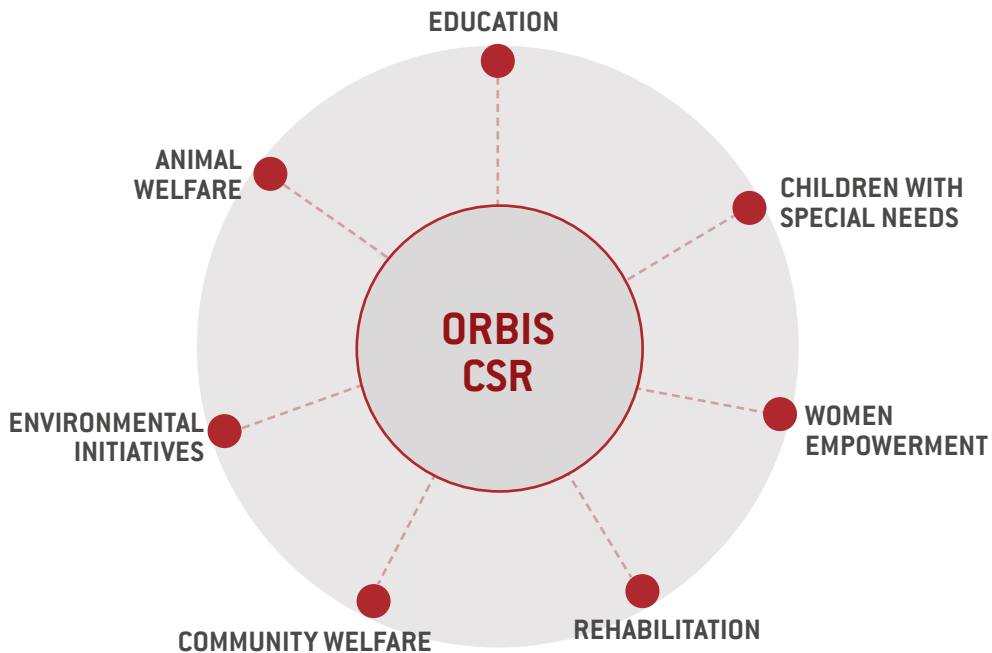 EDUCATION
ANIMAL
WELFARE
CHILDREN WITH
SPECIAL NEEDS
ORBIS
CSR
ENVIRONMENTAL
INITIATIVES
WOMEN
EMPOWERMENT
COMMUNITY WELFARE
REHABILITATION